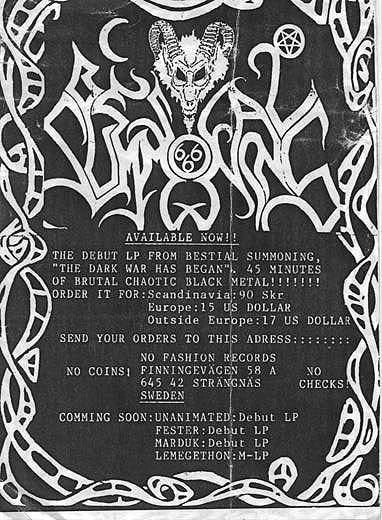 666
AVAILABLE NOW!!
THE DEBUT LP FROM BESTIAL SUMMONING,
"THE DARK WAR HAS BEGAN". 45 MINUTES
OF BRUTAL CHAOTIC BLACK METAL!!!!!!!
ORDER IT FOR:Scandinavia:90 Skr
Europe:15 US DOLLAR
Outside Europe:17 US DOLLAR
SEND YOUR ORDERS TO THIS ADRESS::::::::
NO FASHION RECORDS
NO COINS! FINNINGEVÄGEN 58 A NO
645 42 STRÄNGNÄS CHECKS!
SWEDEN
COMMING SOON:UNANIMATED:Debut LP
FESTER:Debut LP
MARDUK:Debut LP
LEMEGETHON:M-LP